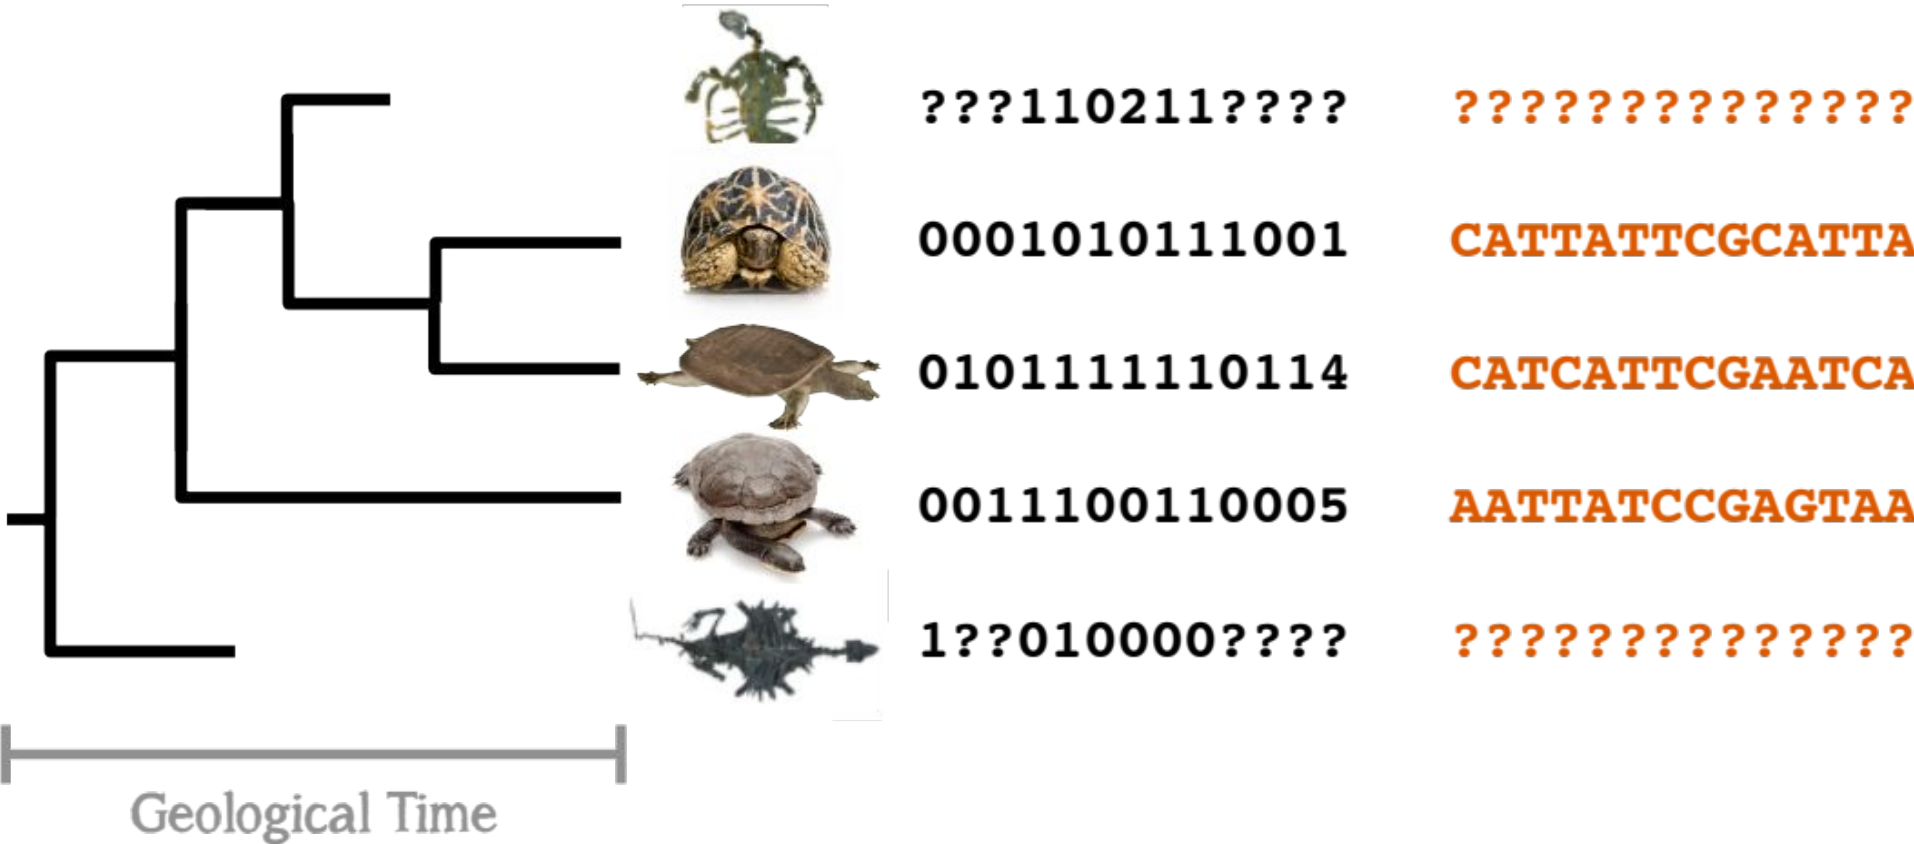 ???110211???? ??????????????
0001010111001 CATTATTCGCATTA
0101111110114 CATCATTCGAATCA
0011100110005 AATTATCCGAGTAA
1??010000???? ??????????????
Geological Time